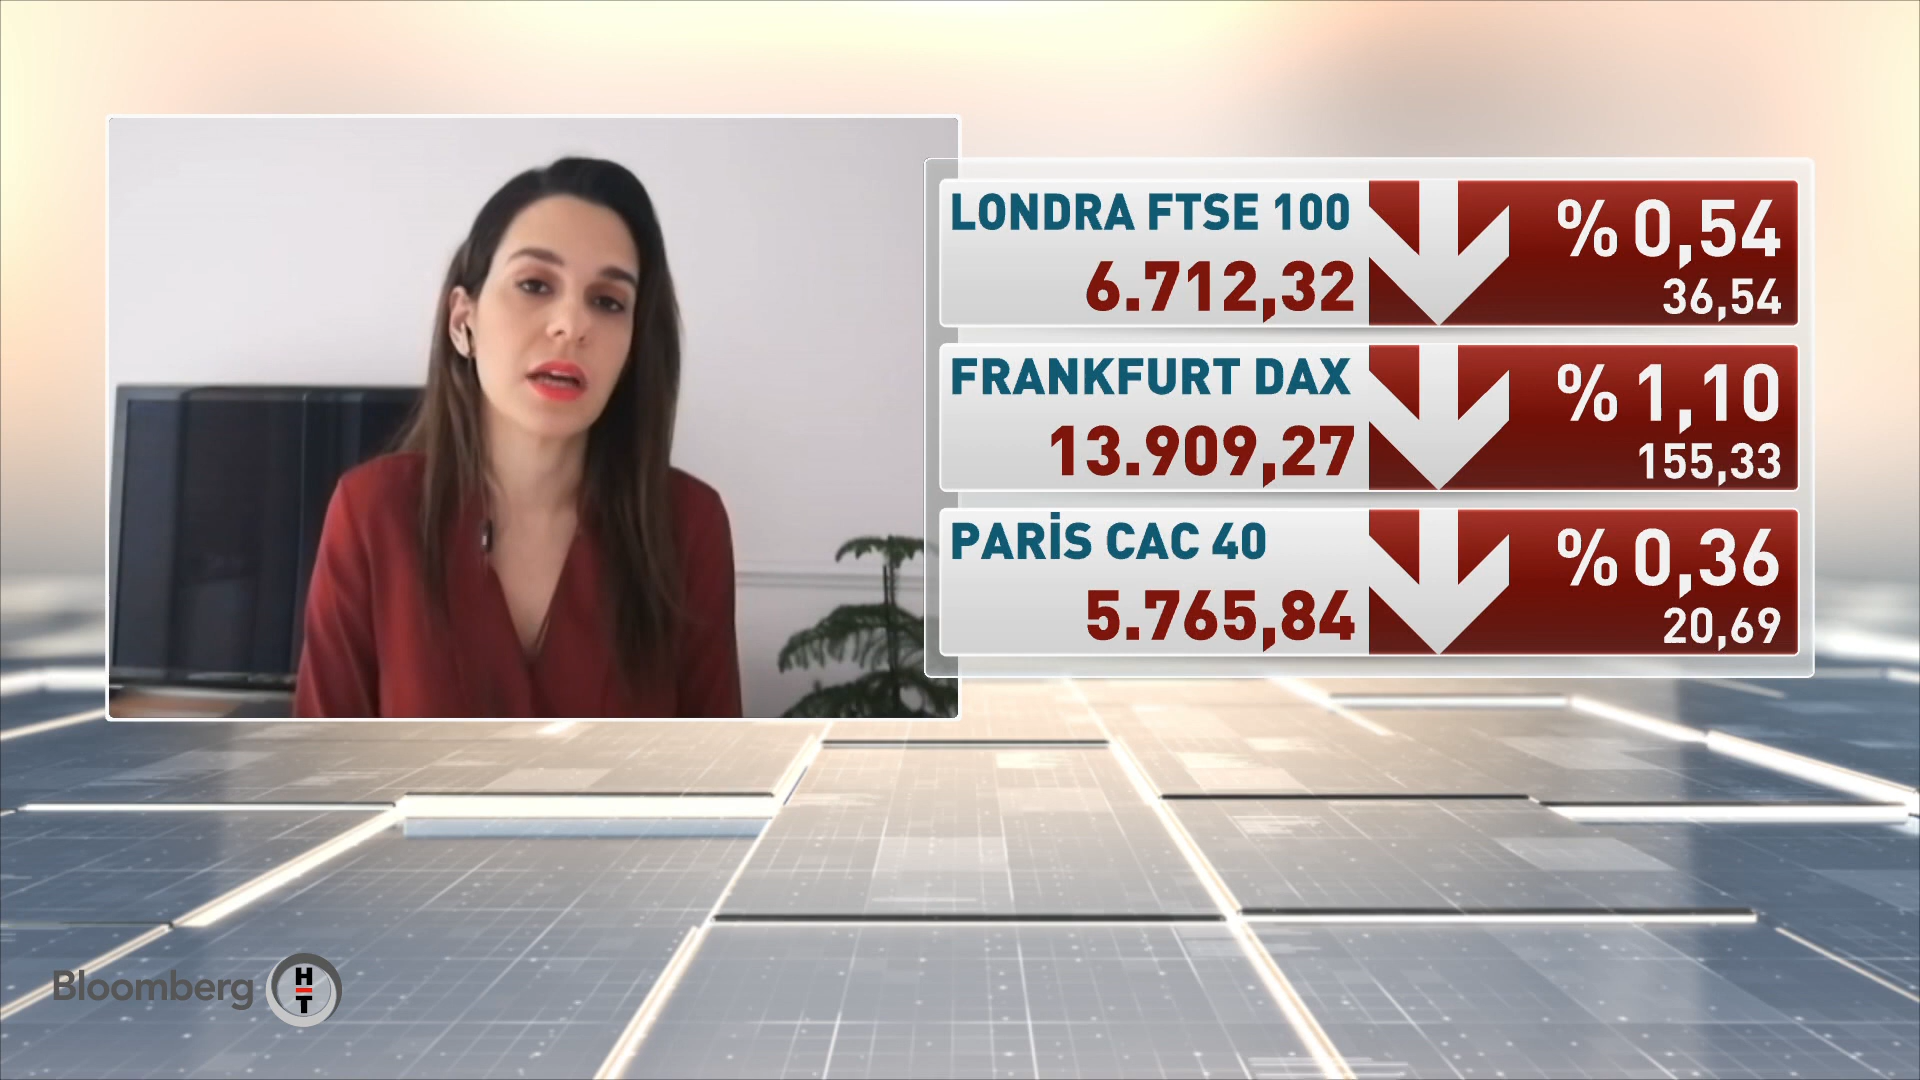 LONDRA FTSE 100
6.712,32
% 0,54
36,54
FRANKFURT DAX
13.909,27
% 1,10
155,33
PARİS CAC 40
5.765,84
% 0,36
20,69
Bloomberg HT